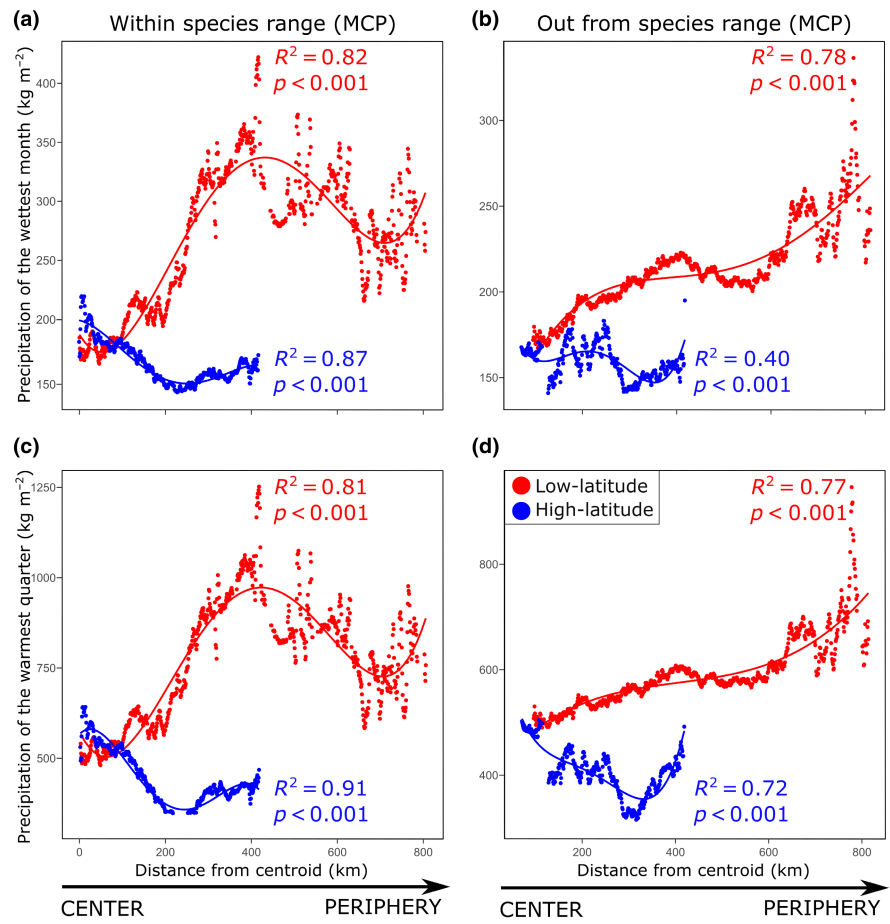 (a) Within species range (MCP)
(b) Out from species range (MCP)
Precipitation of the wettest month (kg m⁻²)
400
350
300
250
200
150
R² = 0.82
p < 0.001
R² = 0.87
p < 0.001
300
250
200
150
R² = 0.78
p < 0.001
R² = 0.40
p < 0.001
(c)
(d)
Precipitation of the warmest quarter (kg m⁻²)
1250
1000
750
500
R² = 0.81
p < 0.001
R² = 0.91
p < 0.001
0 200 400 600 800
Distance from centroid (km)
CENTER PERIPHERY
800
600
400
Low-latitude
High-latitude
R² = 0.77
p < 0.001
R² = 0.72
p < 0.001
200 400 600 800
Distance from centroid (km)
CENTER PERIPHERY